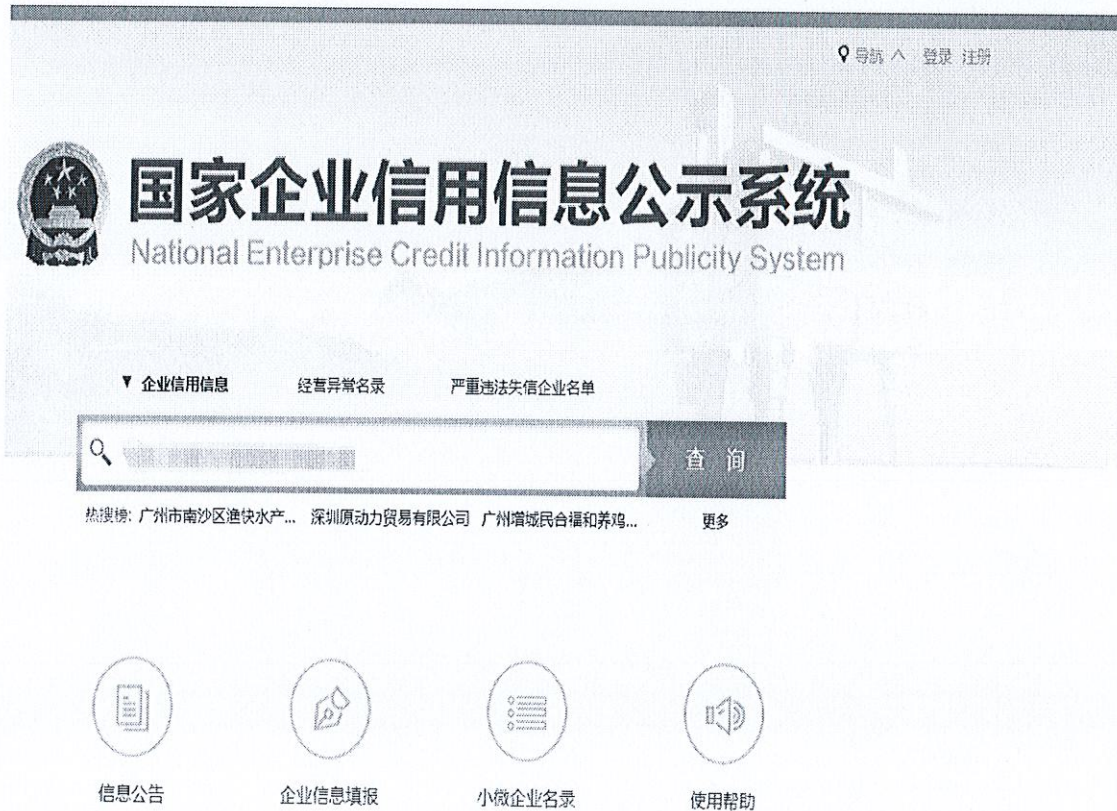 导航 登录 注册
国家企业信用信息公示系统
National Enterprise Credit Information Publicity System
企业信用信息 经营异常名录 严重违法失信企业名单
查 询
热搜榜: 广州市南沙区渔快水产... 深圳原动力贸易有限公司 广州增城民合福和养鸡... 更多
信息公告 企业信息填报 小微企业名录 使用帮助